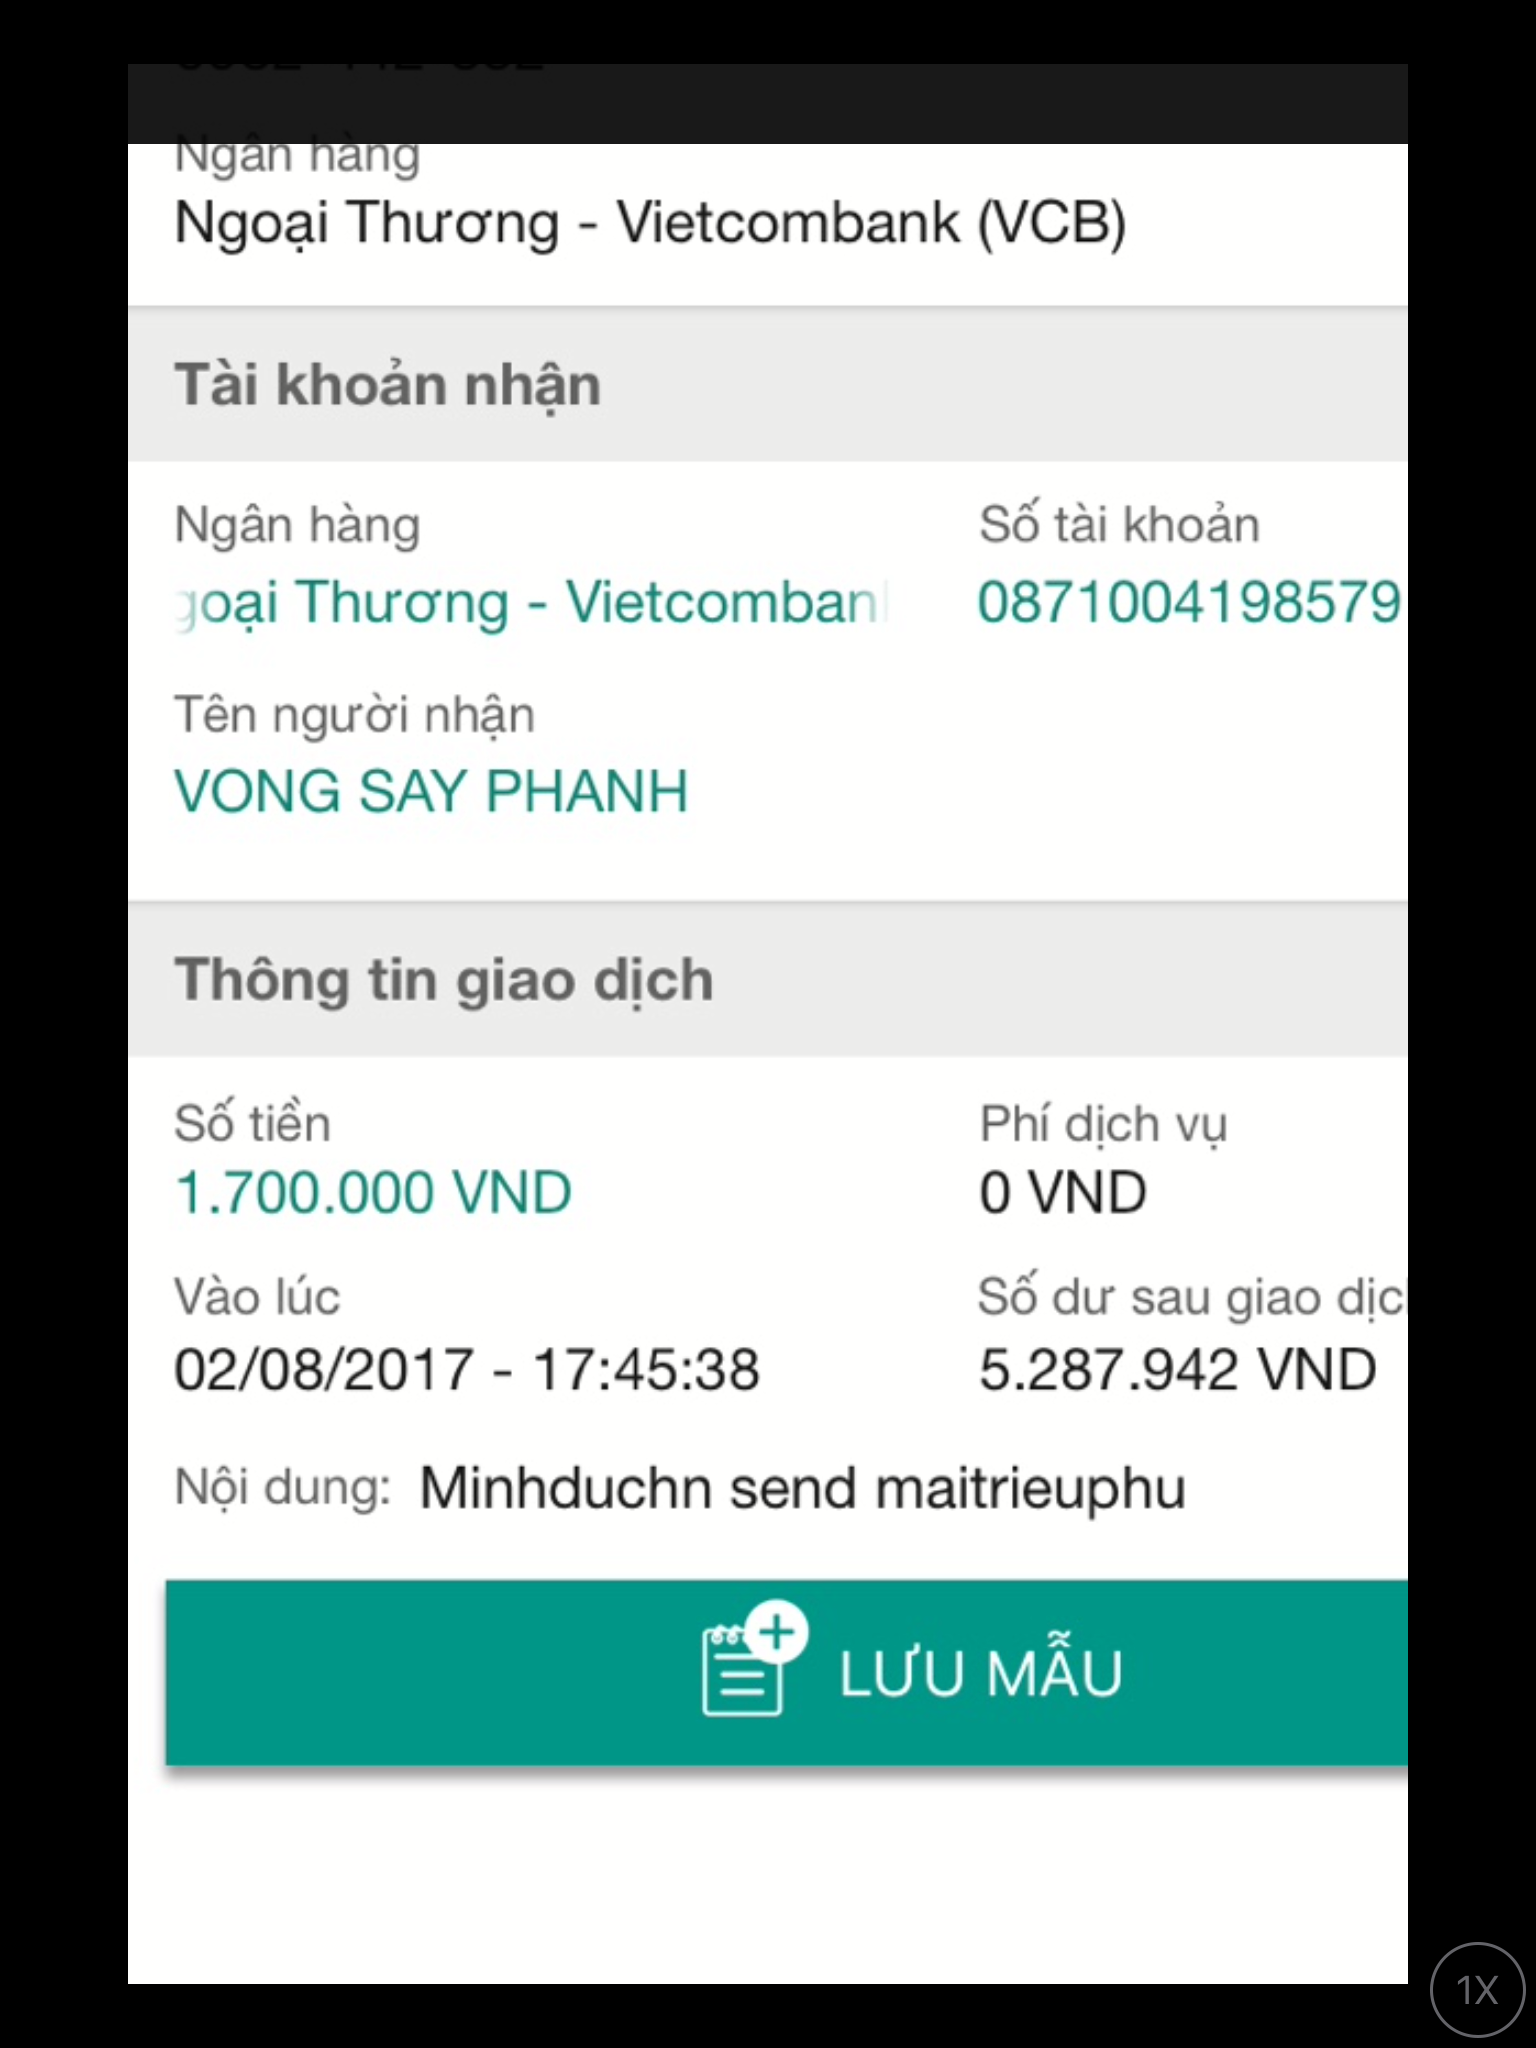 Ngân hàng
Ngoại Thương - Vietcombank (VCB)
Tài khoản nhận
Ngân hàng
Số tài khoản
goại Thương - Vietcomban
0871004198579
Tên người nhận
VONG SAY PHANH
Thông tin giao dịch
Số tiền
Phí dịch vụ
1.700.000 VND
0 VND
Vào lúc
Số dư sau giao dịc
02/08/2017 - 17:45:38
5.287.942 VND
Nội dung: Minhduchn send maitrieuphu
LƯU MẪU
1X